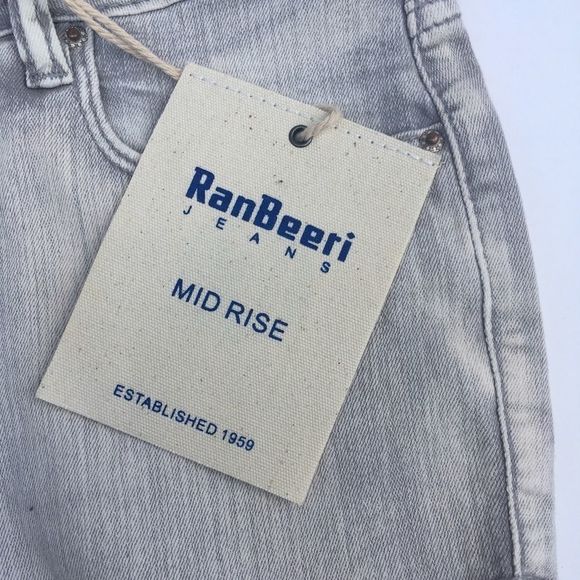 RanBeeri
JEANS
MID RISE
ESTABLISHED 1959